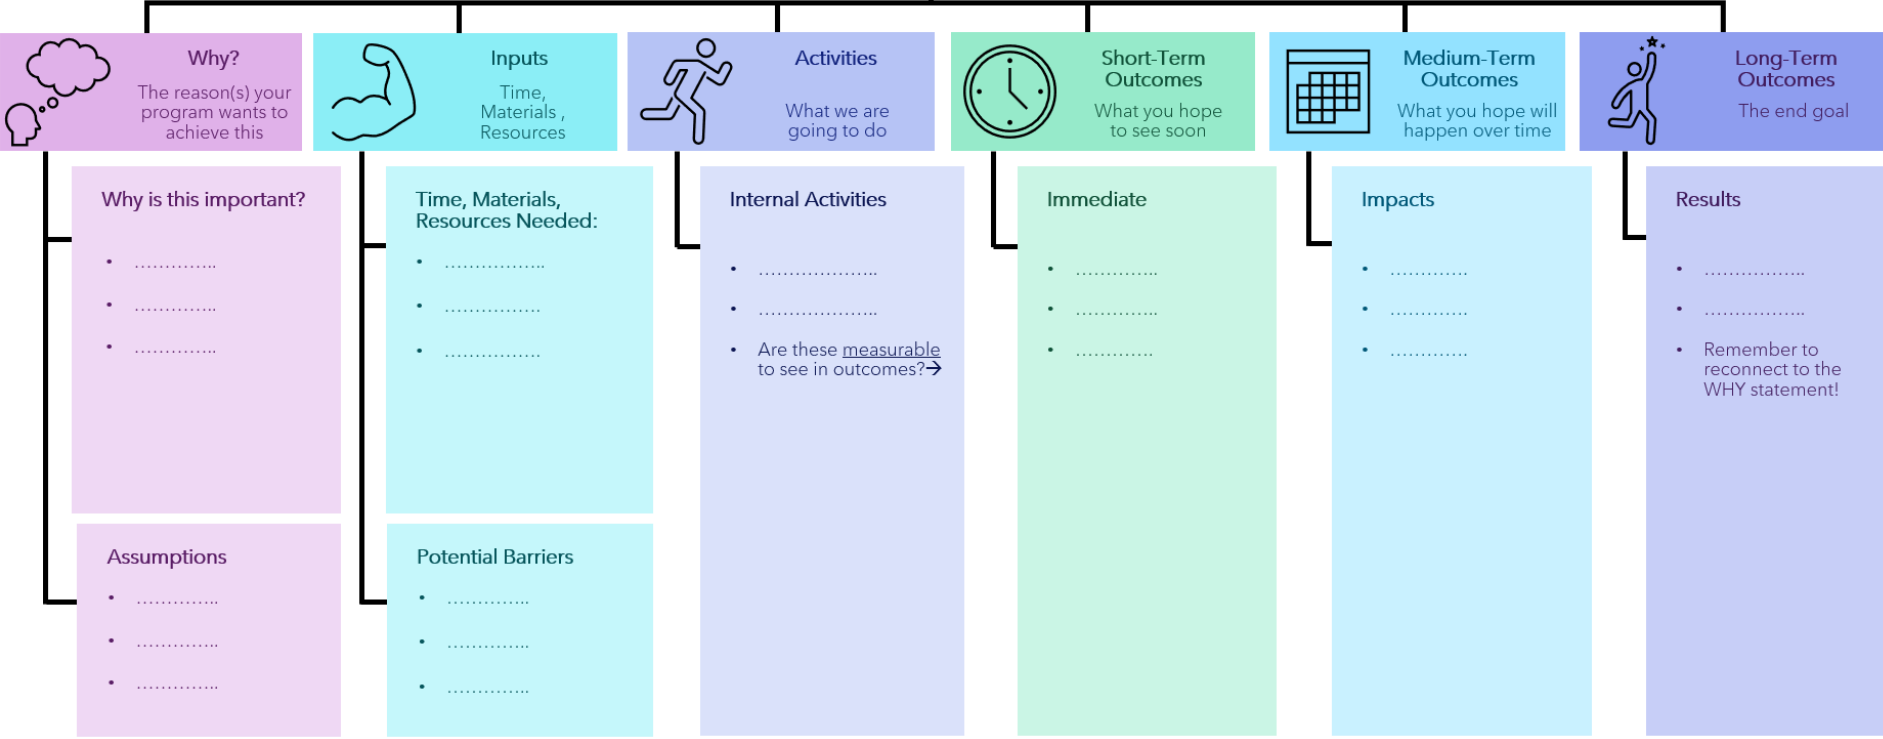 Why?
The reason(s) your
program wants to
achieve this
Inputs
Time,
Materials ,
Resources
Activities
What we are
going to do
Short-Term
Outcomes
What you hope
to see soon
Medium-Term
Outcomes
What you hope will
happen over time
Long-Term
Outcomes
The end goal
Why is this important?
• …………..
• …………..
• …………..
Assumptions
• …………..
• …………..
• …………..
Time, Materials,
Resources Needed:
• ……………..
• …………….
• …………….
Potential Barriers
• …………..
• …………..
• …………..
Internal Activities
• ………………..
• ………………..
• Are these measurable
to see in outcomes?→
Immediate
• …………..
• …………..
• ………….
Impacts
• ………….
• ………….
• ………….
Results
• ……………..
• ……………..
• Remember to
reconnect to the
WHY statement!